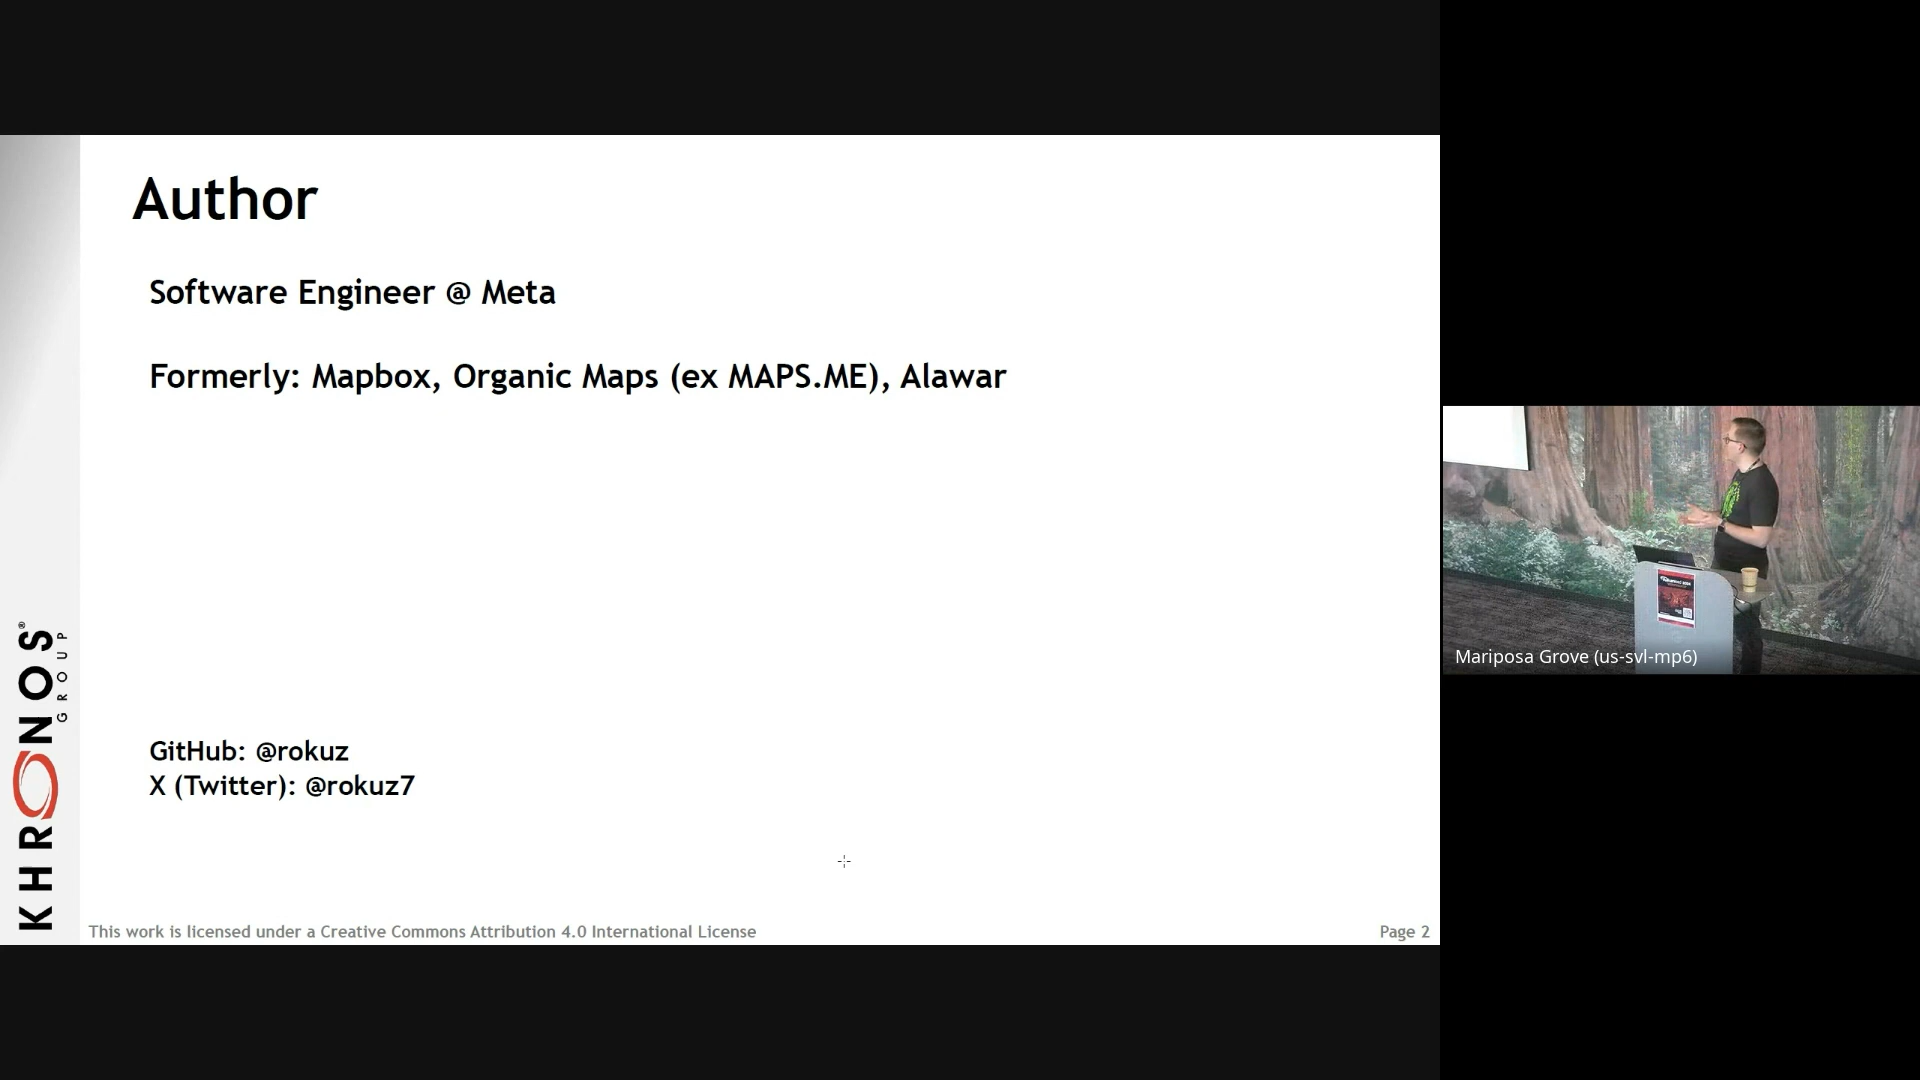 Author
Software Engineer @ Meta
Formerly: Mapbox, Organic Maps (ex MAPS.ME), Alawar
GitHub: @rokuz
X (Twitter): @rokuz7
KHRONOS®
GROUP
This work is licensed under a Creative Commons Attribution 4.0 International License
Page 2
Mariposa Grove (us-svl-mp6)